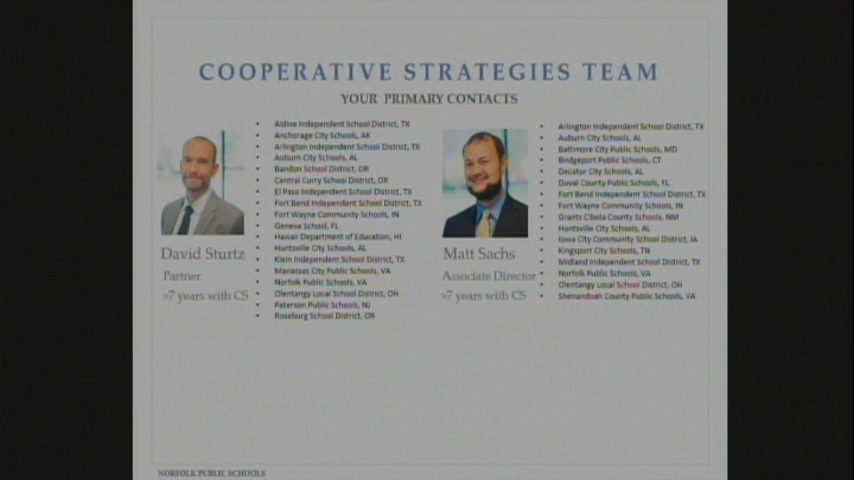 COOPERATIVE STRATEGIES TEAM
YOUR PRIMARY CONTACTS
• Aldine Independent School District, TX
• Anchorage City Schools, AK
• Arlington Independent School District, TX
• Auburn City Schools, AL
• Bandon School District, OR
• Central Curry School District, OR
• El Paso Independent School District, TX
• Fort Bend Independent School District, TX
• Fort Wayne Community Schools, IN
• Geneva School, FL
• Hawaii Department of Education, HI
• Huntsville City Schools, AL
• Klein Independent School District, TX
• Manassas City Public Schools, VA
• Norfolk Public Schools, VA
• Olentangy Local School District, OH
• Paterson Public Schools, NJ
• Roseburg School District, OR
David Sturtz
Partner
>7 years with CS
• Arlington Independent School District, TX
• Auburn City Schools, AL
• Baltimore City Public Schools, MD
• Bridgeport Public Schools, CT
• Decatur City Schools, AL
• Duval County Public Schools, FL
• Fort Bend Independent School District, TX
• Fort Wayne Community Schools, IN
• Grants Cibola County Schools, NM
• Huntsville City Schools, AL
• Iowa City Community School District, IA
• Kingsport City Schools, TN
• Midland Independent School District, TX
• Norfolk Public Schools, VA
• Olentangy Local School District, OH
• Shenandoah County Public Schools, VA
Matt Sachs
Associate Director
>7 years with CS
NORFOLK PUBLIC SCHOOLS